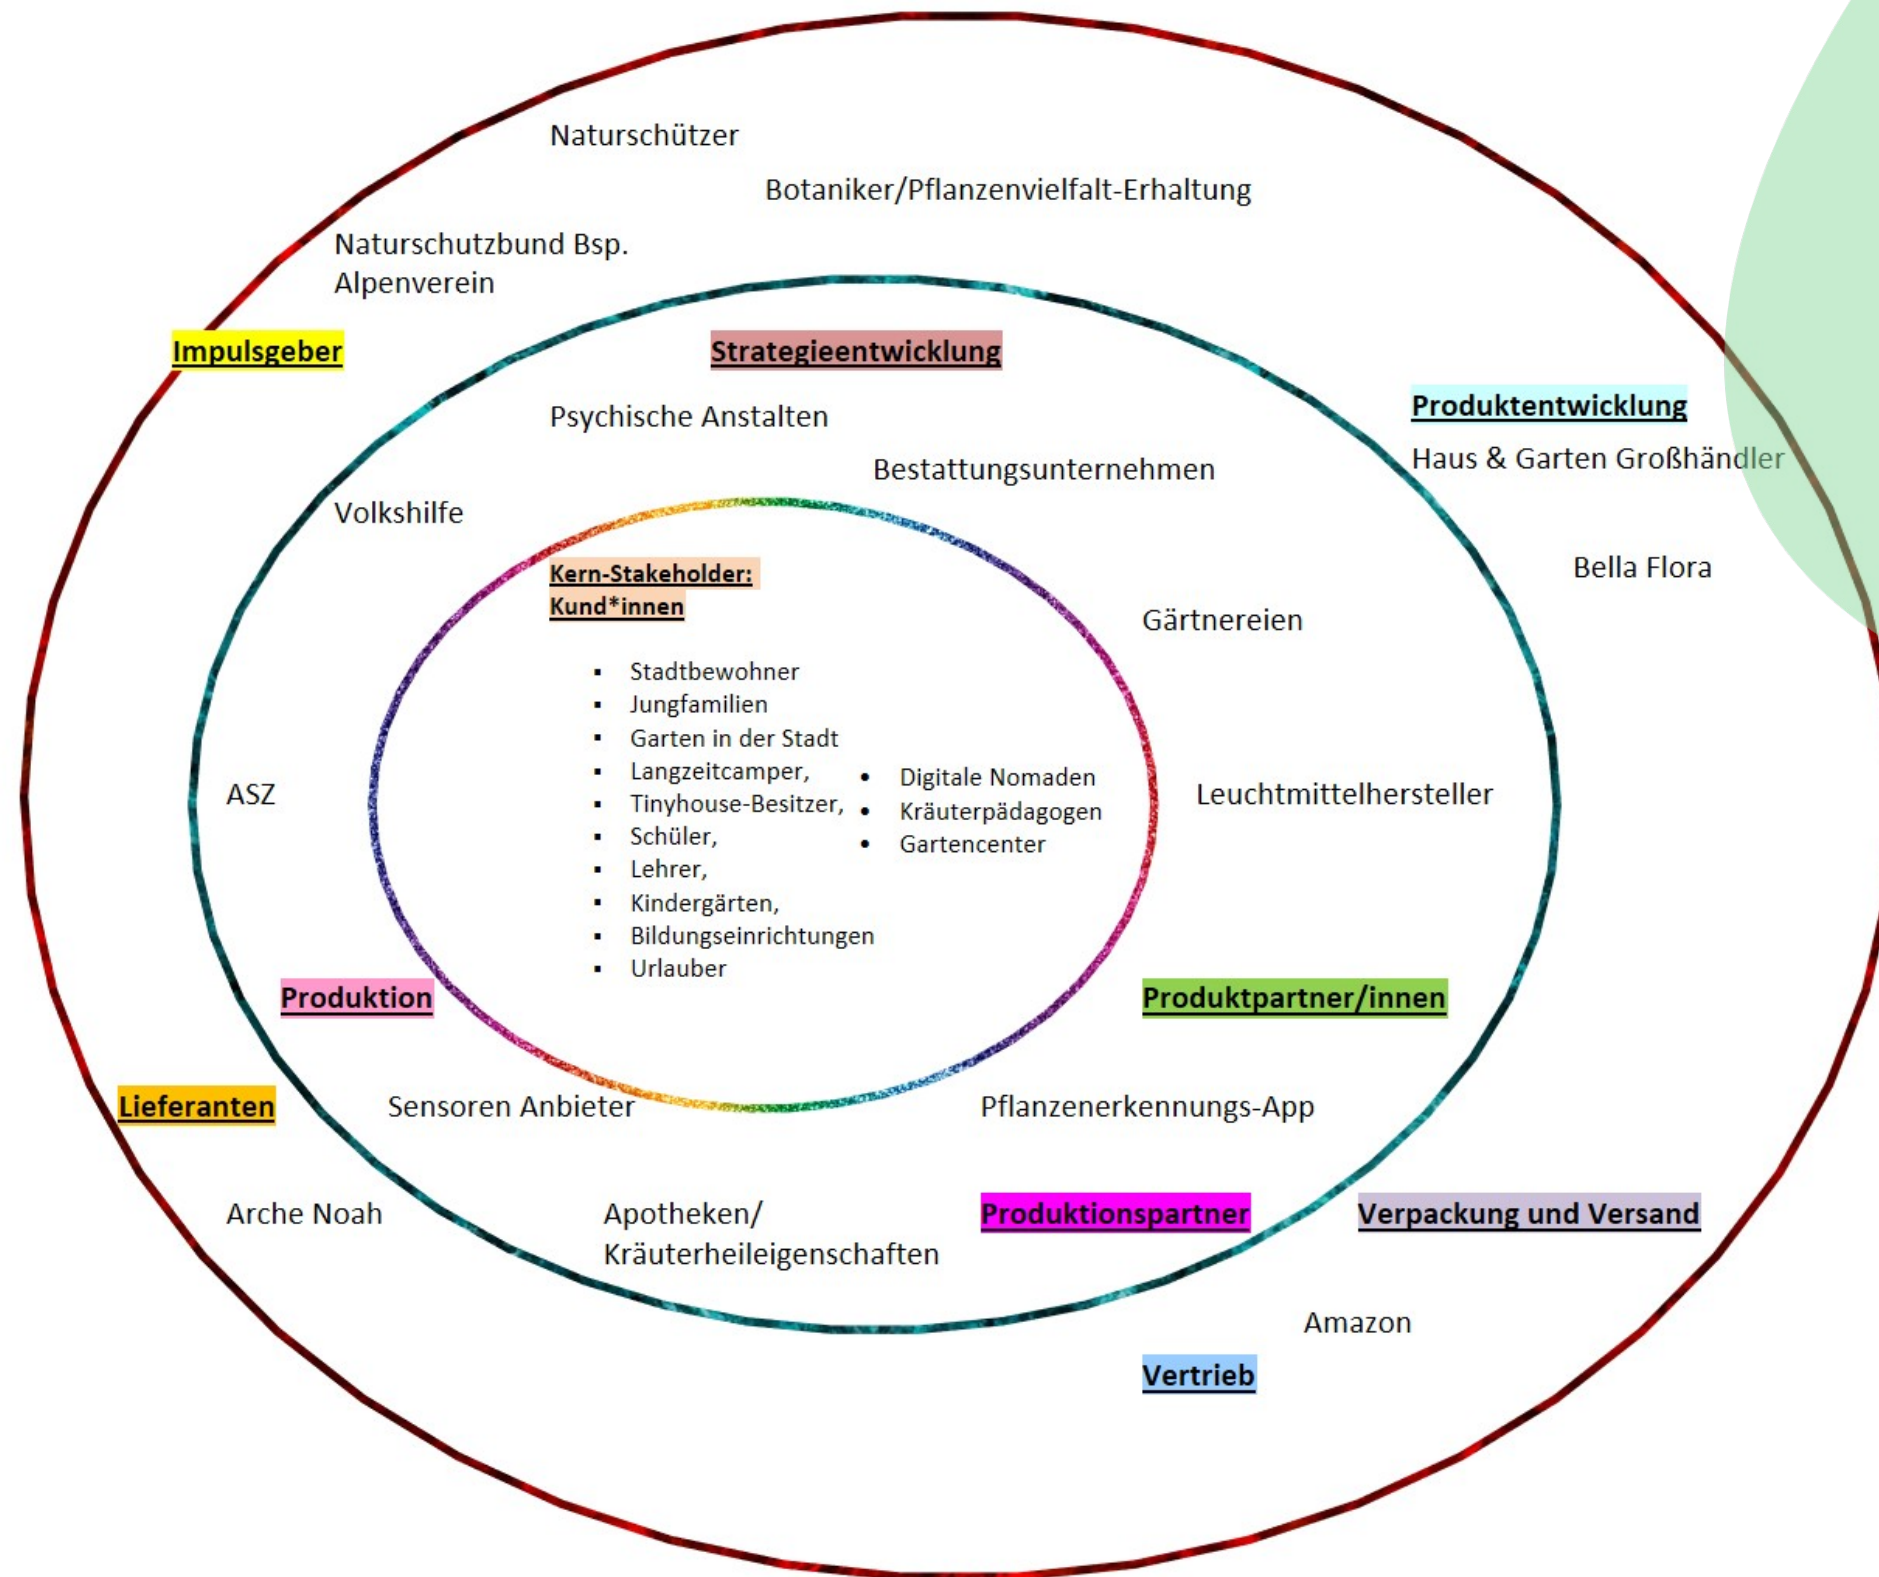 Naturschützer
Botaniker/Pflanzenvielfalt-Erhaltung
Naturschutzbund Bsp.
Alpenverein
Impulsgeber
Strategieentwicklung
Produktentwicklung
Psychische Anstalten
Haus & Garten Großhändler
Bestattungsunternehmen
Volkshilfe
Bella Flora
Kern-Stakeholder:
Kund*innen
Gärtnereien
▪ Stadtbewohner
▪ Jungfamilien
▪ Garten in der Stadt
▪ Langzeitcamper,
▪ Tinyhouse-Besitzer,
▪ Schüler,
▪ Lehrer,
▪ Kindergärten,
▪ Bildungseinrichtungen
▪ Urlauber
• Digitale Nomaden
• Kräuterpädagogen
• Gartencenter
ASZ
Leuchtmittelhersteller
Produktion
Produktpartner/innen
Lieferanten
Sensoren Anbieter
Pflanzenerkennungs-App
Arche Noah
Apotheken/
Kräuterheileigenschaften
Produktionspartner
Verpackung und Versand
Amazon
Vertrieb